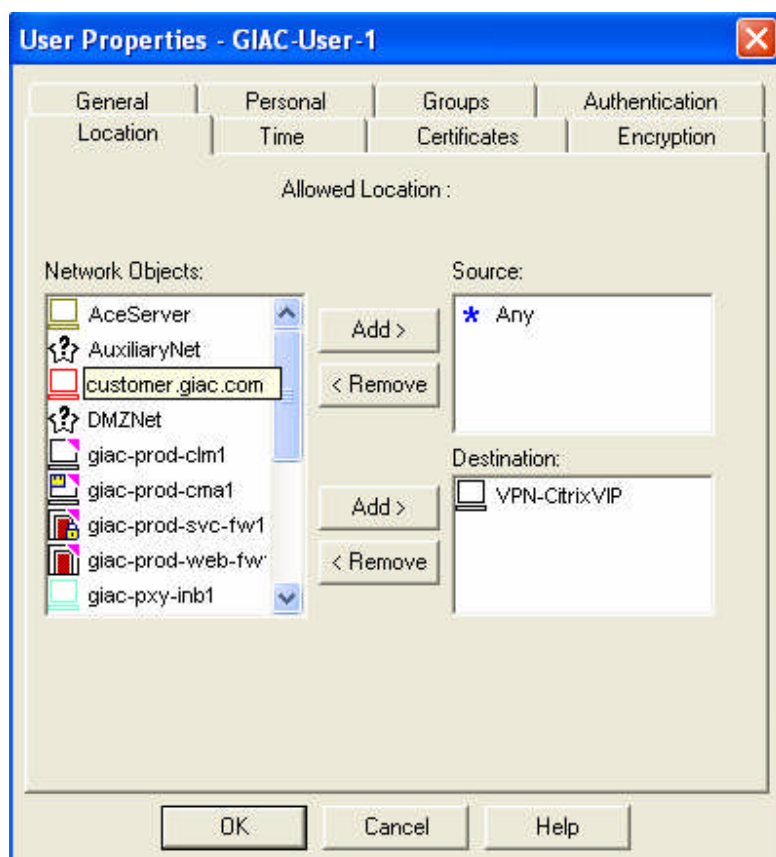 User Properties - GIAC-User-1
General Personal Groups Authentication
Location Time Certificates Encryption
Allowed Location :
Network Objects:
AceServer
AuxiliaryNet
customer.giac.com
DMZNet
giac-prod-clm1
giac-prod-cma1
giac-prod-svc-fw1
giac-prod-web-fw
giac-pxy-inb1
Add >
< Remove
Add >
< Remove
Source:
* Any
Destination:
VPN-CitrixVIP
OK Cancel Help